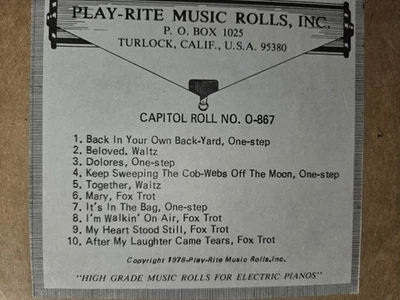 PLAY-RITE MUSIC ROLLS, INC.
P. O. BOX 1025
TURLOCK, CALIF., U.S.A. 95380
CAPITOL ROLL NO. O-867
1. Back In Your Own Back-Yard, One-step
2. Beloved. Waltz
3. Dolores, One-step
4. Keep Sweeping The Cob-Webs Off The Moon, One-step
5. Together, Waltz
6. Mary, Fox Trot
7. It's In The Bag, One-step
8. I'm Walkin' On Air, Fox Trot
9. My Heart Stood Still, Fox Trot
10. After My Laughter Came Tears, Fox Trot
Copyright 1978-Play-Rite Music Rolls,Inc.
"HIGH GRADE MUSIC ROLLS FOR ELECTRIC PIANOS"